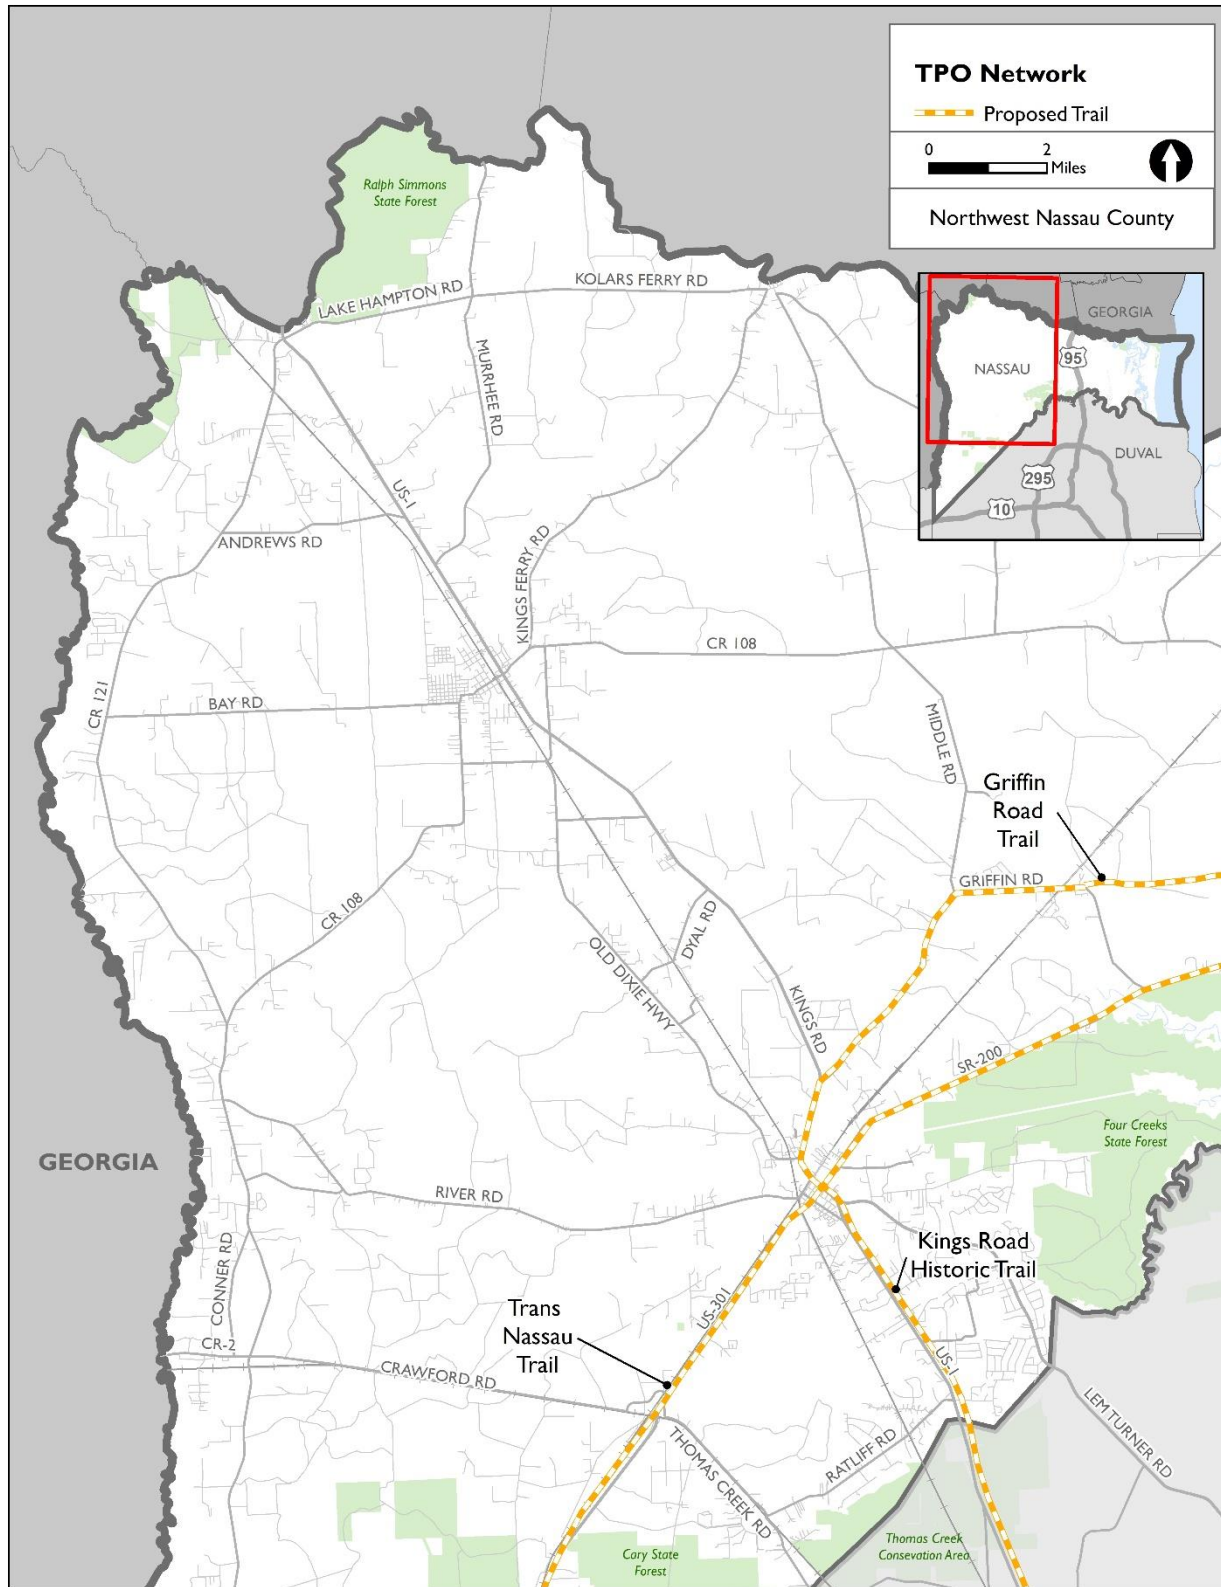 TPO Network
Proposed Trail
0 2
Miles
Northwest Nassau County
Ralph Simmons
State Forest
LAKE HAMPTON RD
KOLARS FERRY RD
GEORGIA
NASSAU
95
DUVAL
295
10
MURRHEE RD
US-1
ANDREWS RD
KINGS FERRY RD
CR 108
CR 121
BAY RD
MIDDLE RD
Griffin
Road
Trail
GRIFFIN RD
CR 108
DYAL RD
OLD DIXIE HWY
KINGS RD
SR-200
Four Creeks
State Forest
GEORGIA
RIVER RD
CONNER RD
Kings Road
Historic Trail
Trans
Nassau
Trail
US-301
CR-2
CRAWFORD RD
US-1
LEM TURNER RD
THOMAS CREEK RD
RATLIFF RD
Cary State
Forest
Thomas Creek
Consevation Area